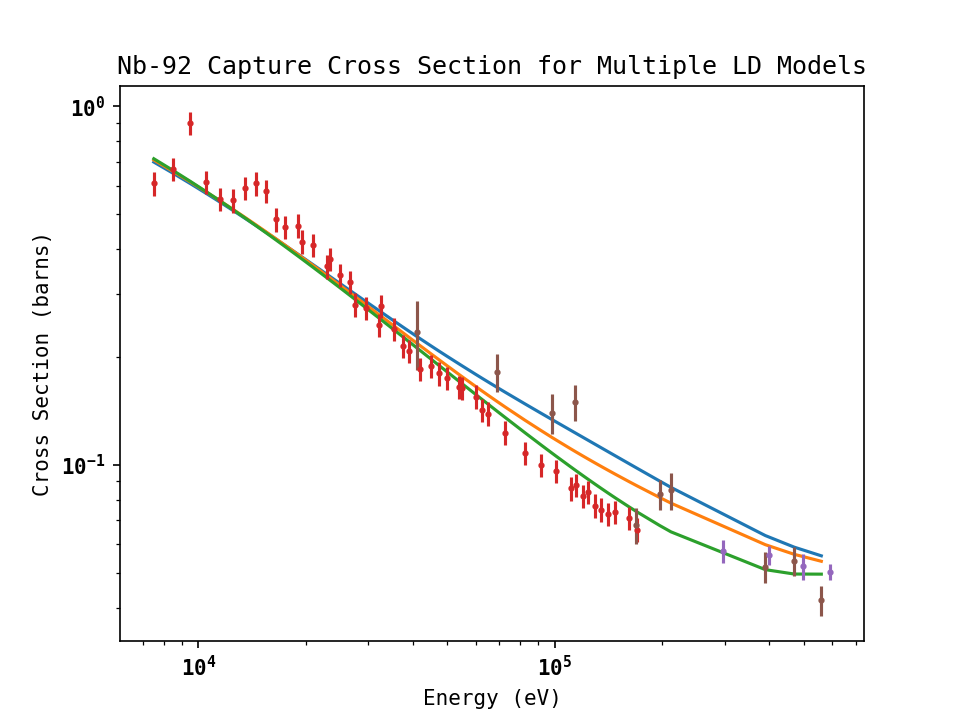 Nb-92 Capture Cross Section for Multiple LD Models
10⁰
10⁻¹
Cross Section (barns)
10⁴
10⁵
Energy (eV)